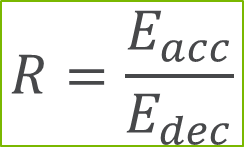 R = E_acc / E_dec